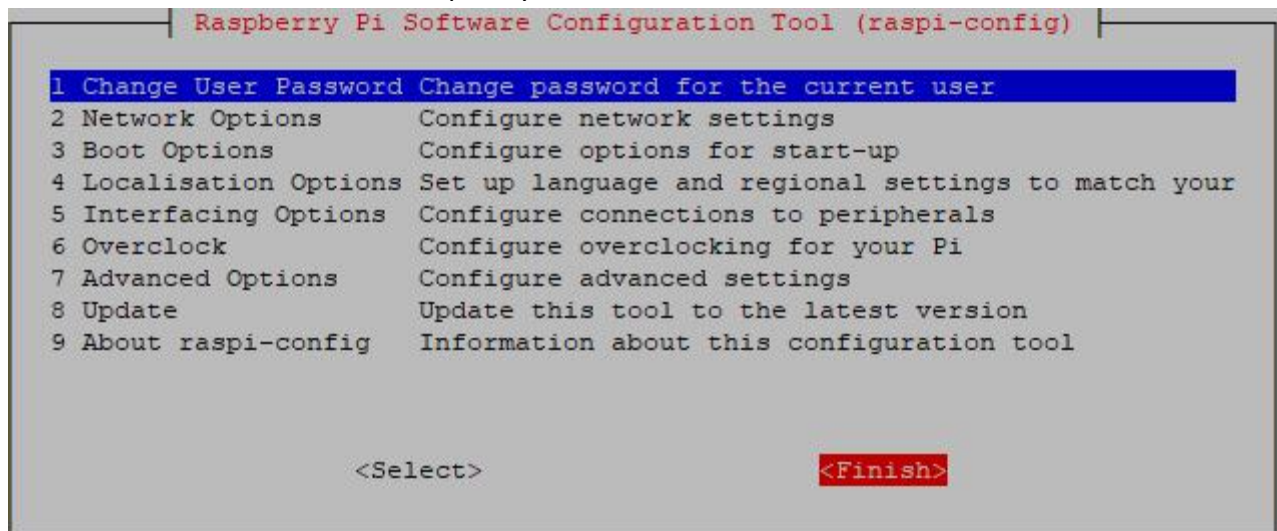 Raspberry Pi Software Configuration Tool (raspi-config)
1 Change User Password Change password for the current user
2 Network Options Configure network settings
3 Boot Options Configure options for start-up
4 Localisation Options Set up language and regional settings to match your
5 Interfacing Options Configure connections to peripherals
6 Overclock Configure overclocking for your Pi
7 Advanced Options Configure advanced settings
8 Update Update this tool to the latest version
9 About raspi-config Information about this configuration tool
<Select> <Finish>